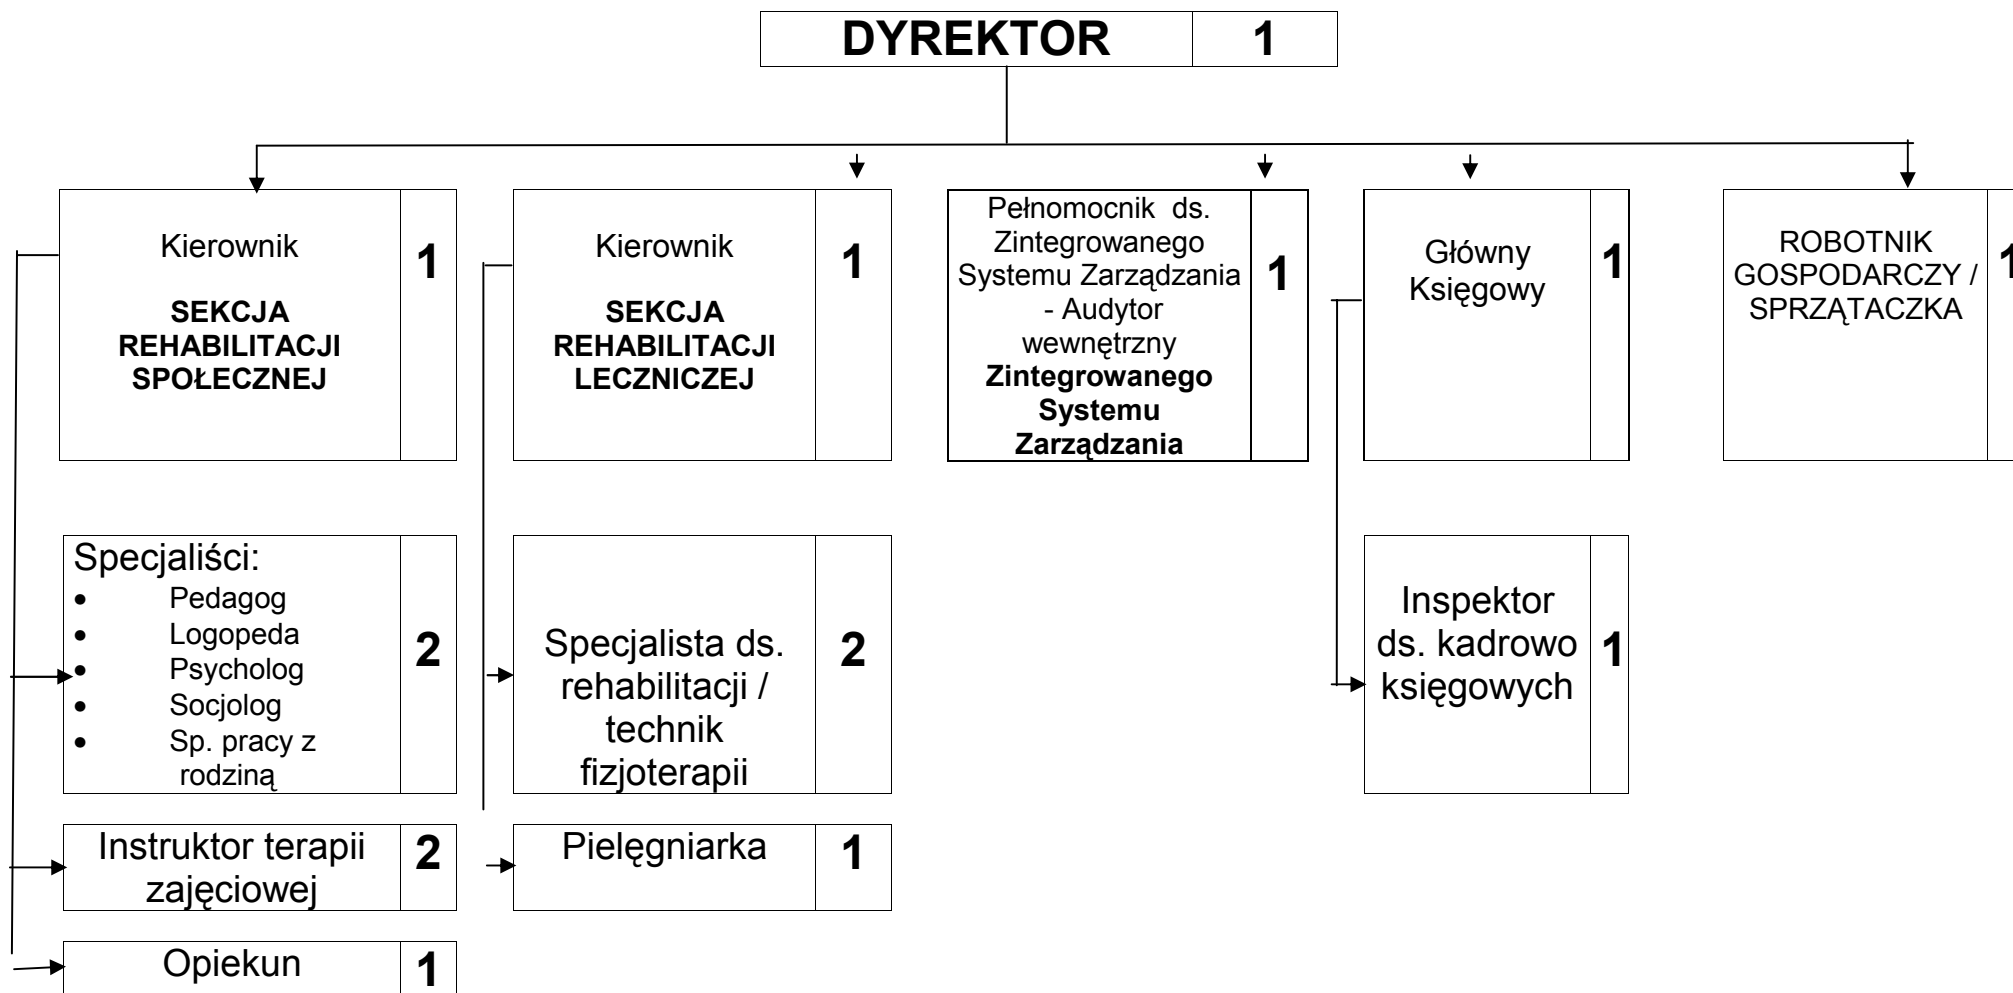 DYREKTOR 1
Kierownik
SEKCJA
REHABILITACJI
SPOŁECZNEJ
1
Kierownik
SEKCJA
REHABILITACJI
LECZNICZEJ
1
Pełnomocnik ds.
Zintegrowanego
Systemu Zarządzania
- Audytor
wewnętrzny
Zintegrowanego
Systemu
Zarządzania
1
Główny
Księgowy
1
ROBOTNIK
GOSPODARCZY /
SPRZĄTACZKA
1
Specjaliści:
• Pedagog
• Logopeda
• Psycholog
• Socjolog
• Sp. pracy z
rodziną
2
Specjalista ds.
rehabilitacji /
technik
fizjoterapii
2
Inspektor
ds. kadrowo
księgowych
1
Instruktor terapii
zajęciowej
2
Pielęgniarka
1
Opiekun
1